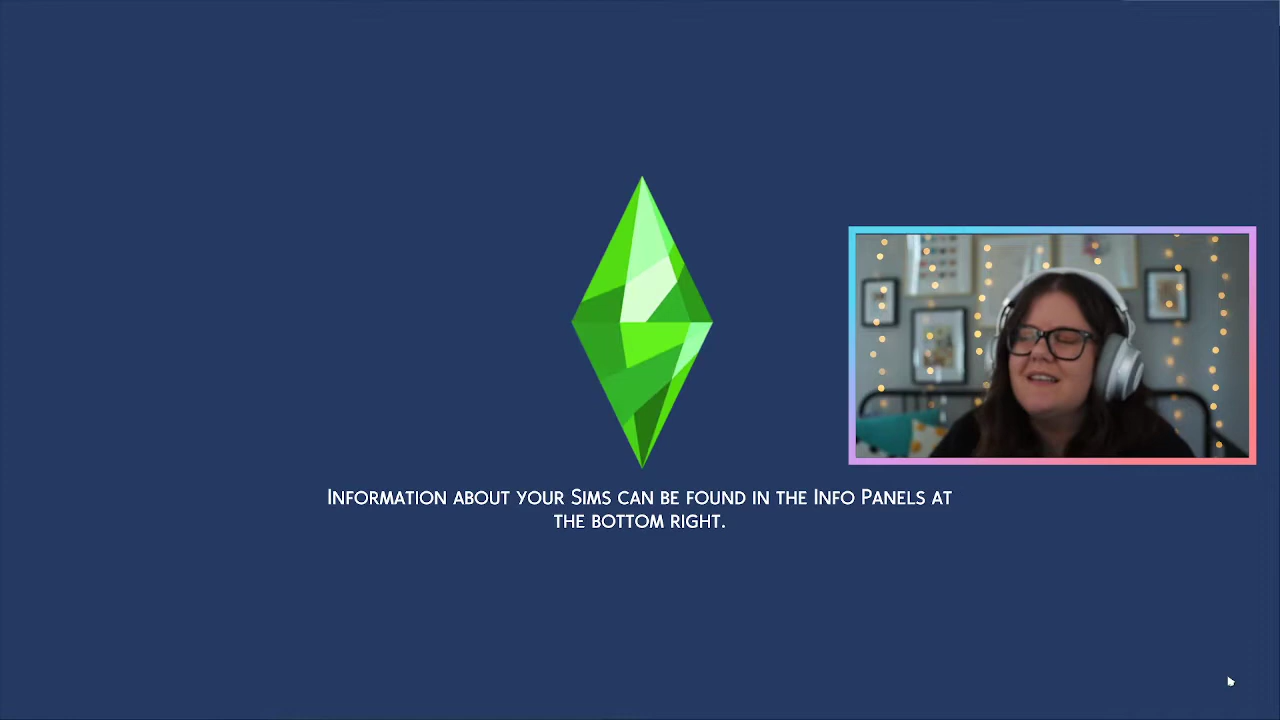 Information about your Sims can be found in the Info Panels at
the bottom right.